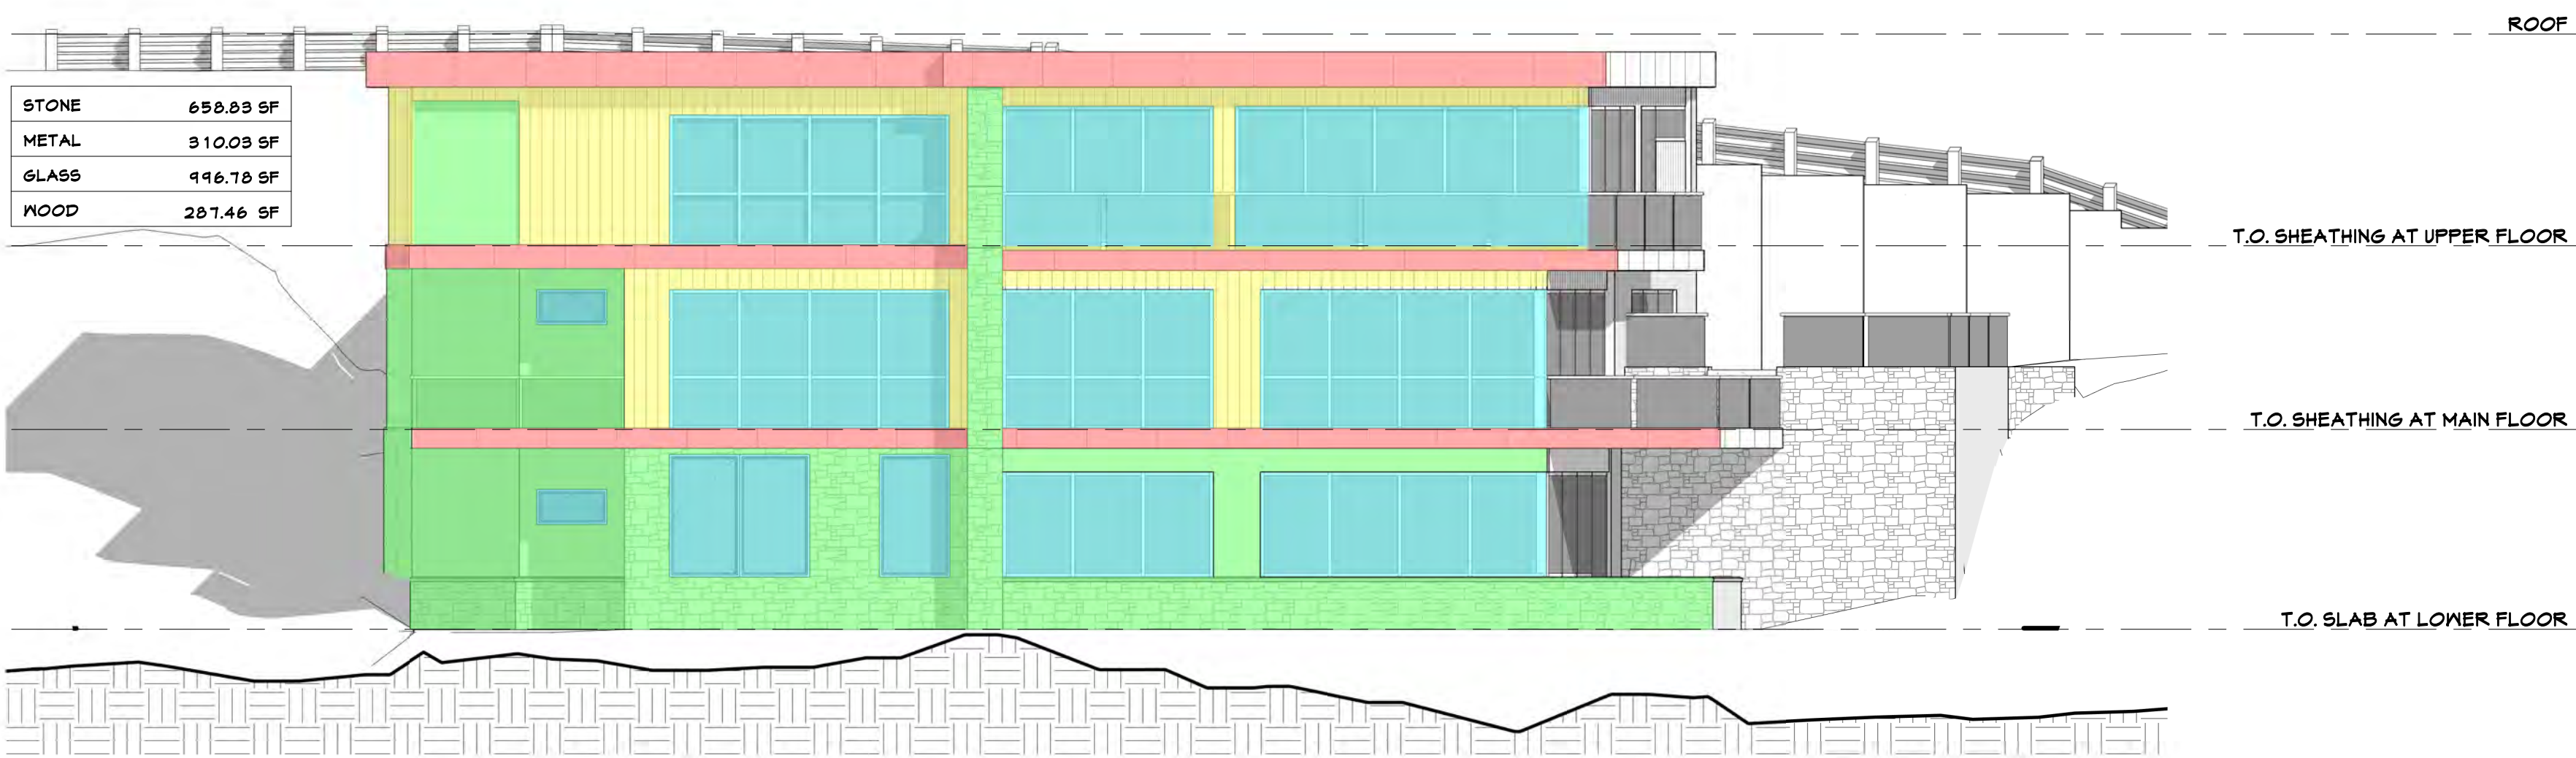 ROOF
STONE 658.83 SF
METAL 310.03 SF
GLASS 996.78 SF
WOOD 287.46 SF
T.O. SHEATHING AT UPPER FLOOR
T.O. SHEATHING AT MAIN FLOOR
T.O. SLAB AT LOWER FLOOR